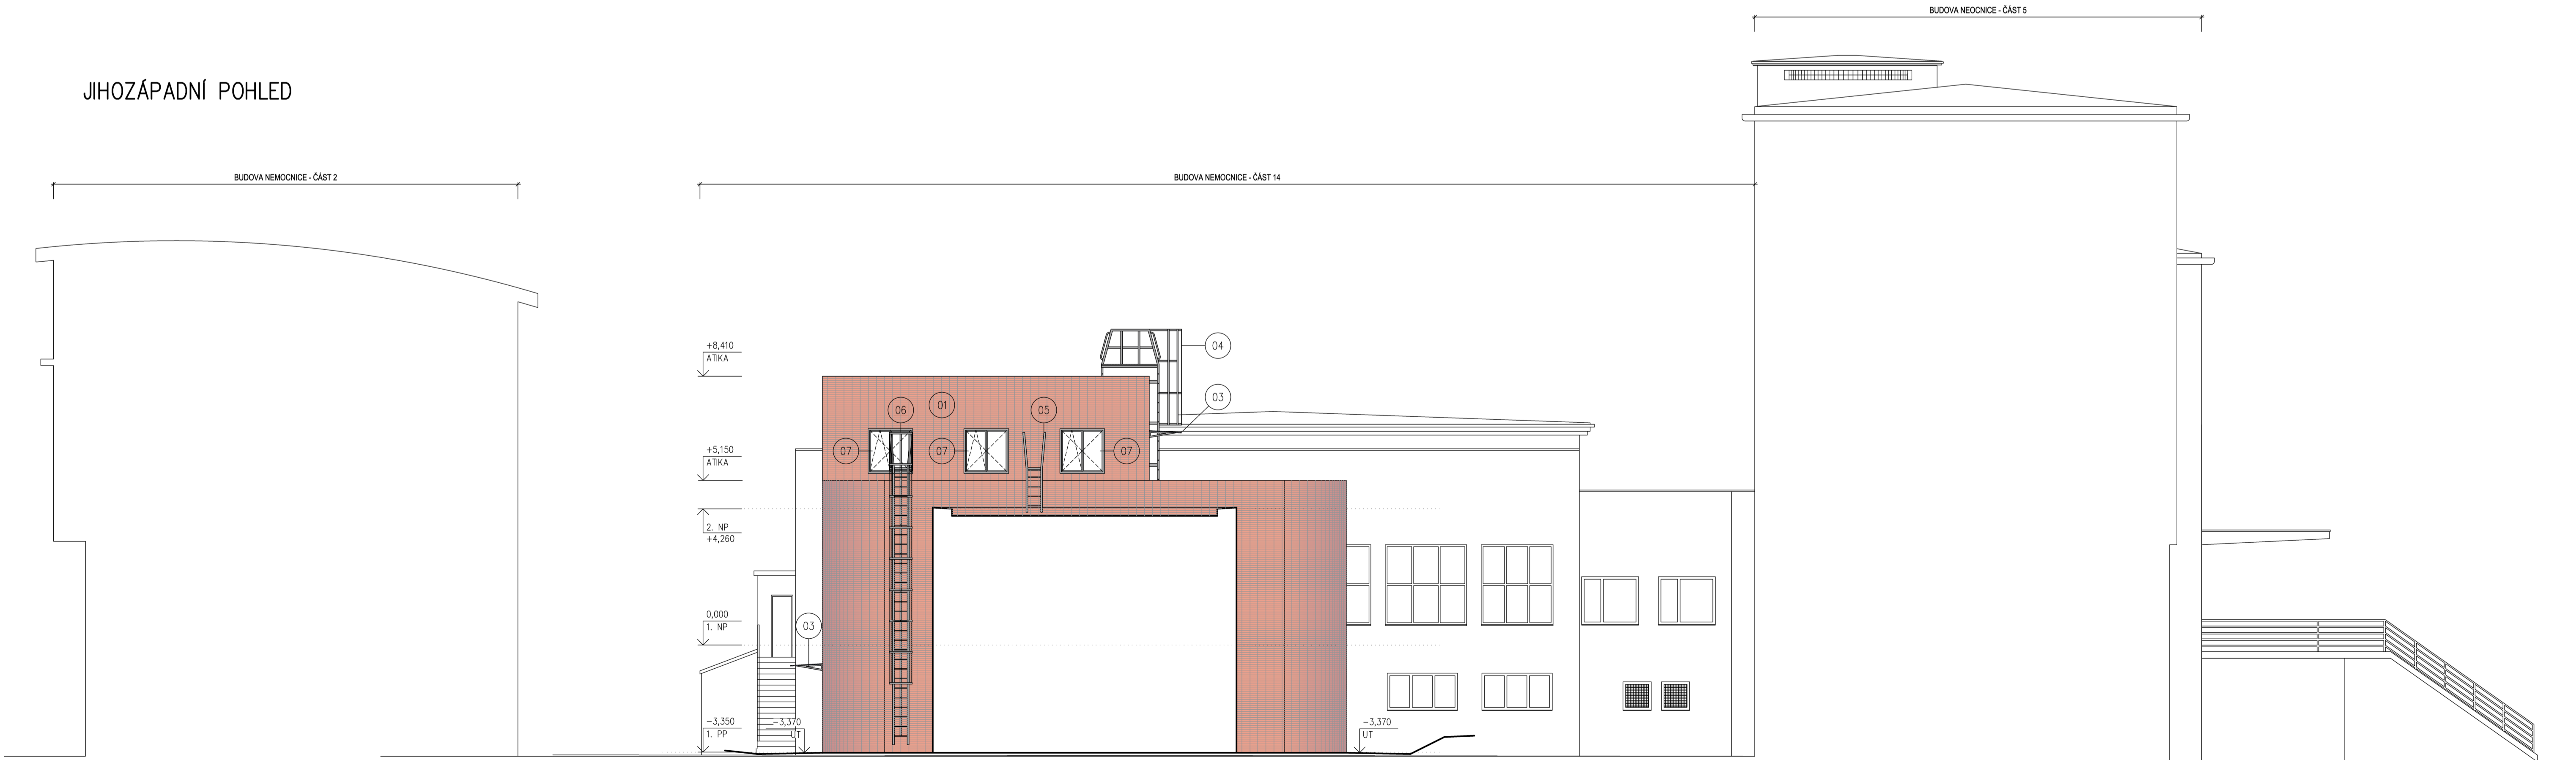 BUDOVA NEOCNICE - ČÁST 5
JIHOZÁPADNÍ POHLED
BUDOVA NEMOCNICE - ČÁST 2
BUDOVA NEMOCNICE - ČÁST 14
+8,410
ATIKA
04
03
06
01
05
07
07
07
+5,150
ATIKA
2. NP
+4,260
0,000
1. NP
03
-3,350
1. PP
-3,370
UT
-3,370
UT